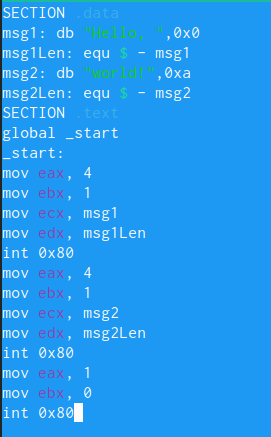 SECTION .data
msg1: db "Hello, ",0x0
msg1Len: equ $ - msg1
msg2: db "world!",0xa
msg2Len: equ $ - msg2
SECTION .text
global _start
_start:
mov eax, 4
mov ebx, 1
mov ecx, msg1
mov edx, msg1Len
int 0x80
mov eax, 4
mov ebx, 1
mov ecx, msg2
mov edx, msg2Len
int 0x80
mov eax, 1
mov ebx, 0
int 0x80